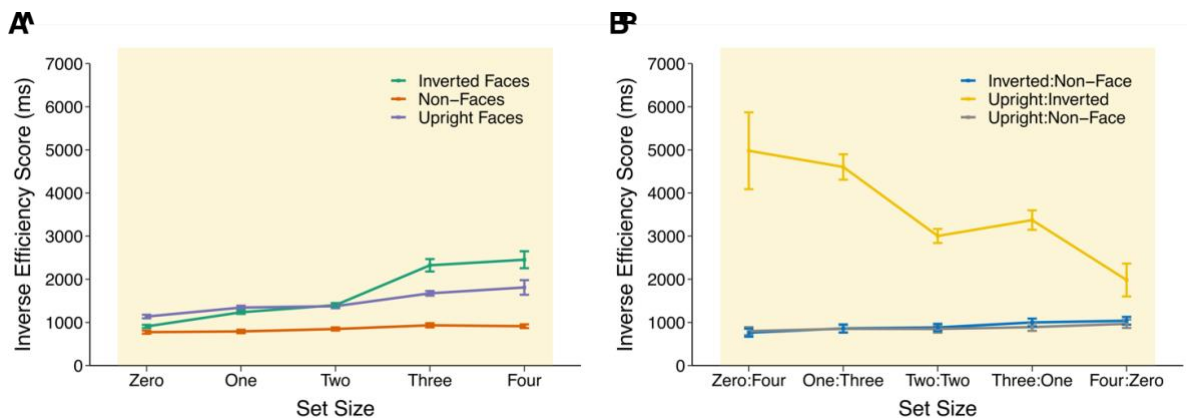 A
B
Inverse Efficiency Score (ms)
7000
6000
5000
4000
3000
2000
1000
0
Inverted Faces
Non-Faces
Upright Faces
Zero
One
Two
Three
Four
Set Size
Inverse Efficiency Score (ms)
7000
6000
5000
4000
3000
2000
1000
0
Inverted:Non-Face
Upright:Inverted
Upright:Non-Face
Zero:Four
One:Three
Two:Two
Three:One
Four:Zero
Set Size